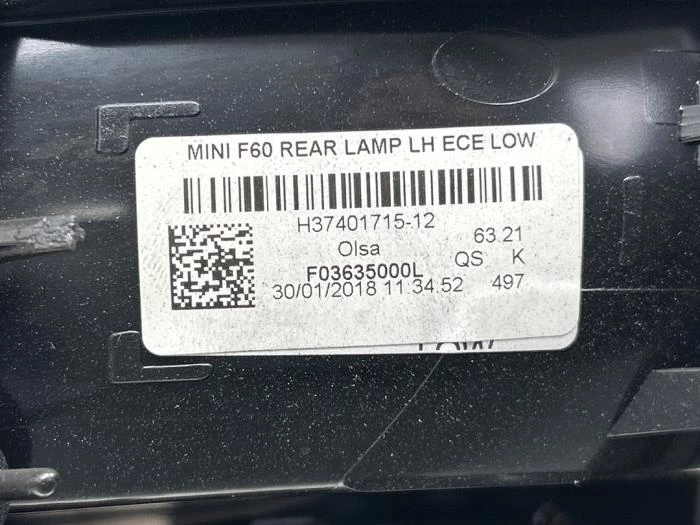 MINI F60 REAR LAMP LH ECE LOW
H37401715-12
Olsa 63.21
F03635000L QS K
30/01/2018 11:34:52 497
LOW